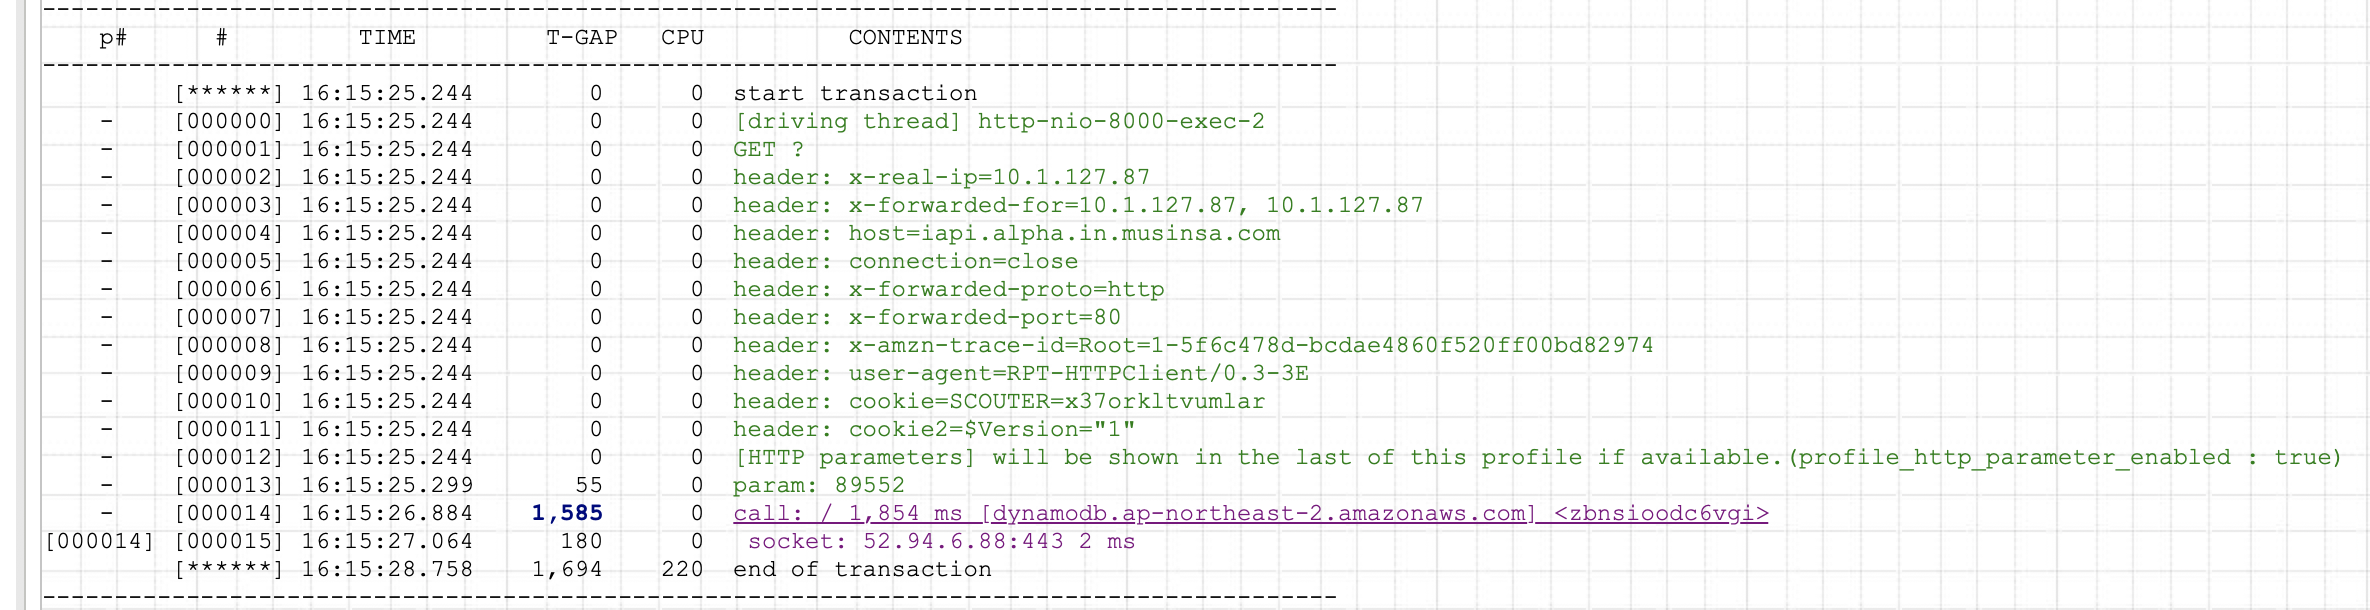 p# # TIME T-GAP CPU CONTENTS
[******] 16:15:25.244 0 0 start transaction
- [000000] 16:15:25.244 0 0 [driving thread] http-nio-8000-exec-2
- [000001] 16:15:25.244 0 0 GET ?
- [000002] 16:15:25.244 0 0 header: x-real-ip=10.1.127.87
- [000003] 16:15:25.244 0 0 header: x-forwarded-for=10.1.127.87, 10.1.127.87
- [000004] 16:15:25.244 0 0 header: host=iapi.alpha.in.musinsa.com
- [000005] 16:15:25.244 0 0 header: connection=close
- [000006] 16:15:25.244 0 0 header: x-forwarded-proto=http
- [000007] 16:15:25.244 0 0 header: x-forwarded-port=80
- [000008] 16:15:25.244 0 0 header: x-amzn-trace-id=Root=1-5f6c478d-bcdae4860f520ff00bd82974
- [000009] 16:15:25.244 0 0 header: user-agent=RPT-HTTPClient/0.3-3E
- [000010] 16:15:25.244 0 0 header: cookie=SCOUTER=x37orkltvumlar
- [000011] 16:15:25.244 0 0 header: cookie2=$Version="1"
- [000012] 16:15:25.244 0 0 [HTTP parameters] will be shown in the last of this profile if available.(profile_http_parameter_enabled : true)
- [000013] 16:15:25.299 55 0 param: 89552
- [000014] 16:15:26.884 1,585 0 call: / 1,854 ms [dynamodb.ap-northeast-2.amazonaws.com] <zbnsioodc6vgi>
[000014] [000015] 16:15:27.064 180 0 socket: 52.94.6.88:443 2 ms
[******] 16:15:28.758 1,694 220 end of transaction